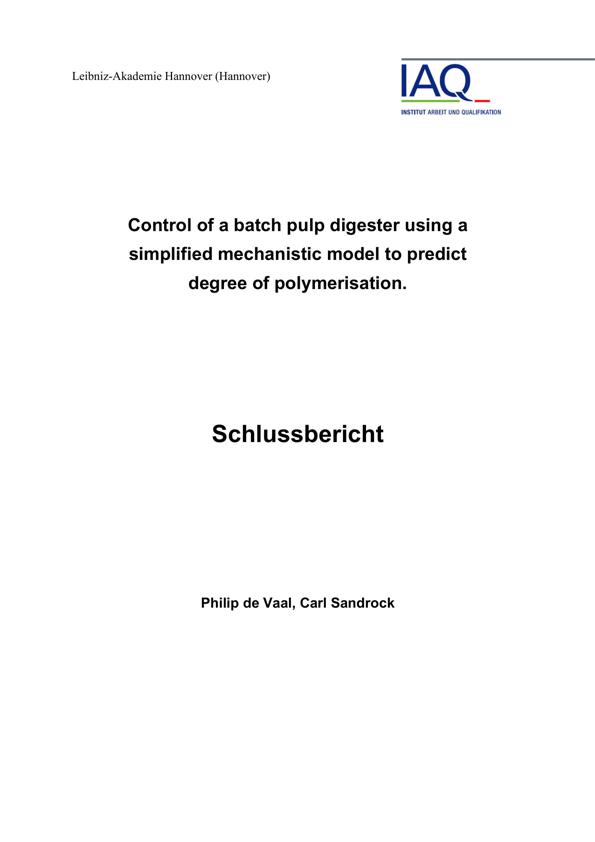 Leibniz-Akademie Hannover (Hannover)
IAQ
INSTITUT ARBEIT UND QUALIFIKATION
Control of a batch pulp digester using a
simplified mechanistic model to predict
degree of polymerisation.
Schlussbericht
Philip de Vaal, Carl Sandrock